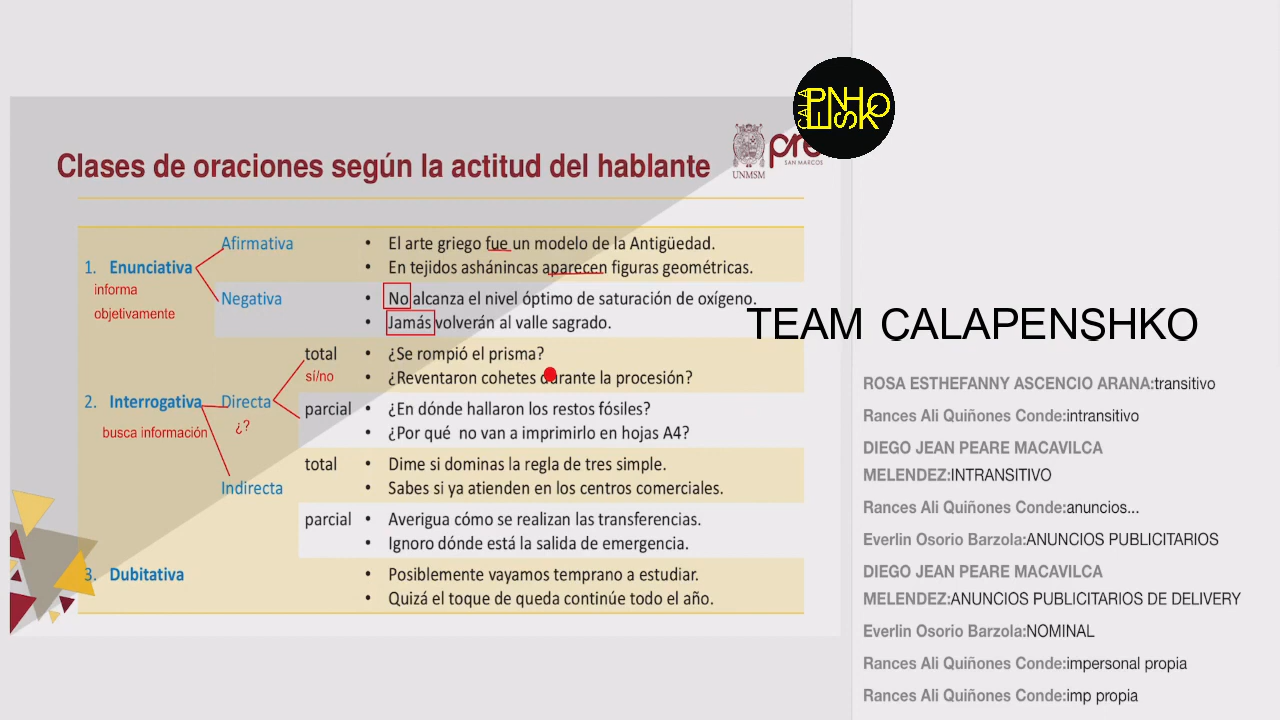 CALA
PENHO
ESK
pre
SAN MARCOS
UNMSM
Clases de oraciones según la actitud del hablante
1. Enunciativa
informa
objetivamente
Afirmativa
• El arte griego fue un modelo de la Antigüedad.
• En tejidos ashánincas aparecen figuras geométricas.
Negativa
• No alcanza el nivel óptimo de saturación de oxígeno.
• Jamás volverán al valle sagrado.
2. Interrogativa
busca información
Directa
¿?
total
sí/no
• ¿Se rompió el prisma?
• ¿Reventaron cohetes durante la procesión?
parcial
• ¿En dónde hallaron los restos fósiles?
• ¿Por qué no van a imprimirlo en hojas A4?
Indirecta
total
• Dime si dominas la regla de tres simple.
• Sabes si ya atienden en los centros comerciales.
parcial
• Averigua cómo se realizan las transferencias.
• Ignoro dónde está la salida de emergencia.
3. Dubitativa
• Posiblemente vayamos temprano a estudiar.
• Quizá el toque de queda continúe todo el año.
TEAM CALAPENSHKO
ROSA ESTHEFANNY ASCENCIO ARANA:transitivo
Rances Ali Quiñones Conde:intransitivo
DIEGO JEAN PEARE MACAVILCA
MELENDEZ:INTRANSITIVO
Rances Ali Quiñones Conde:anuncios...
Everlin Osorio Barzola:ANUNCIOS PUBLICITARIOS
DIEGO JEAN PEARE MACAVILCA
MELENDEZ:ANUNCIOS PUBLICITARIOS DE DELIVERY
Everlin Osorio Barzola:NOMINAL
Rances Ali Quiñones Conde:impersonal propia
Rances Ali Quiñones Conde:imp propia